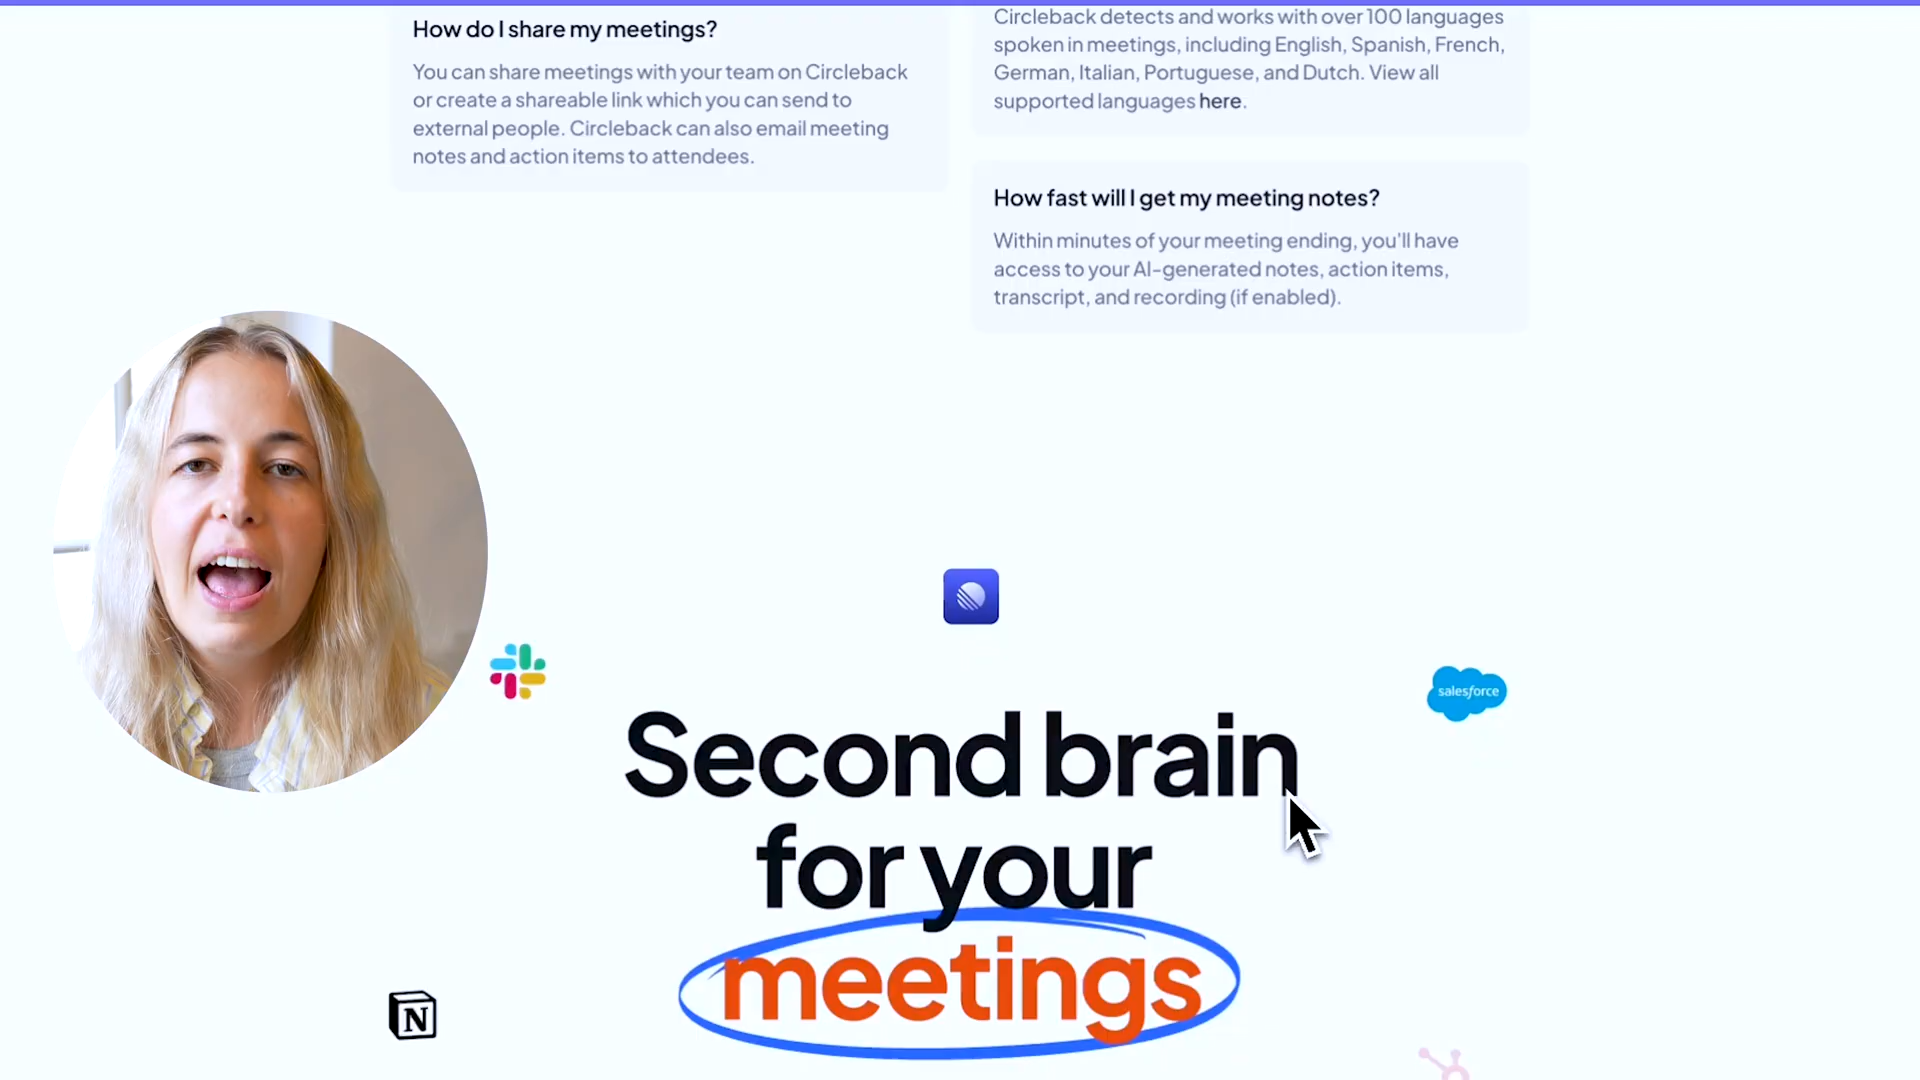 How do I share my meetings?
You can share meetings with your team on Circleback
or create a shareable link which you can send to
external people. Circleback can also email meeting
notes and action items to attendees.
Circleback detects and works with over 100 languages
spoken in meetings, including English, Spanish, French,
German, Italian, Portuguese, and Dutch. View all
supported languages here.
How fast will I get my meeting notes?
Within minutes of your meeting ending, you'll have
access to your AI-generated notes, action items,
transcript, and recording (if enabled).
salesforce
Second brain
for your
meetings
N